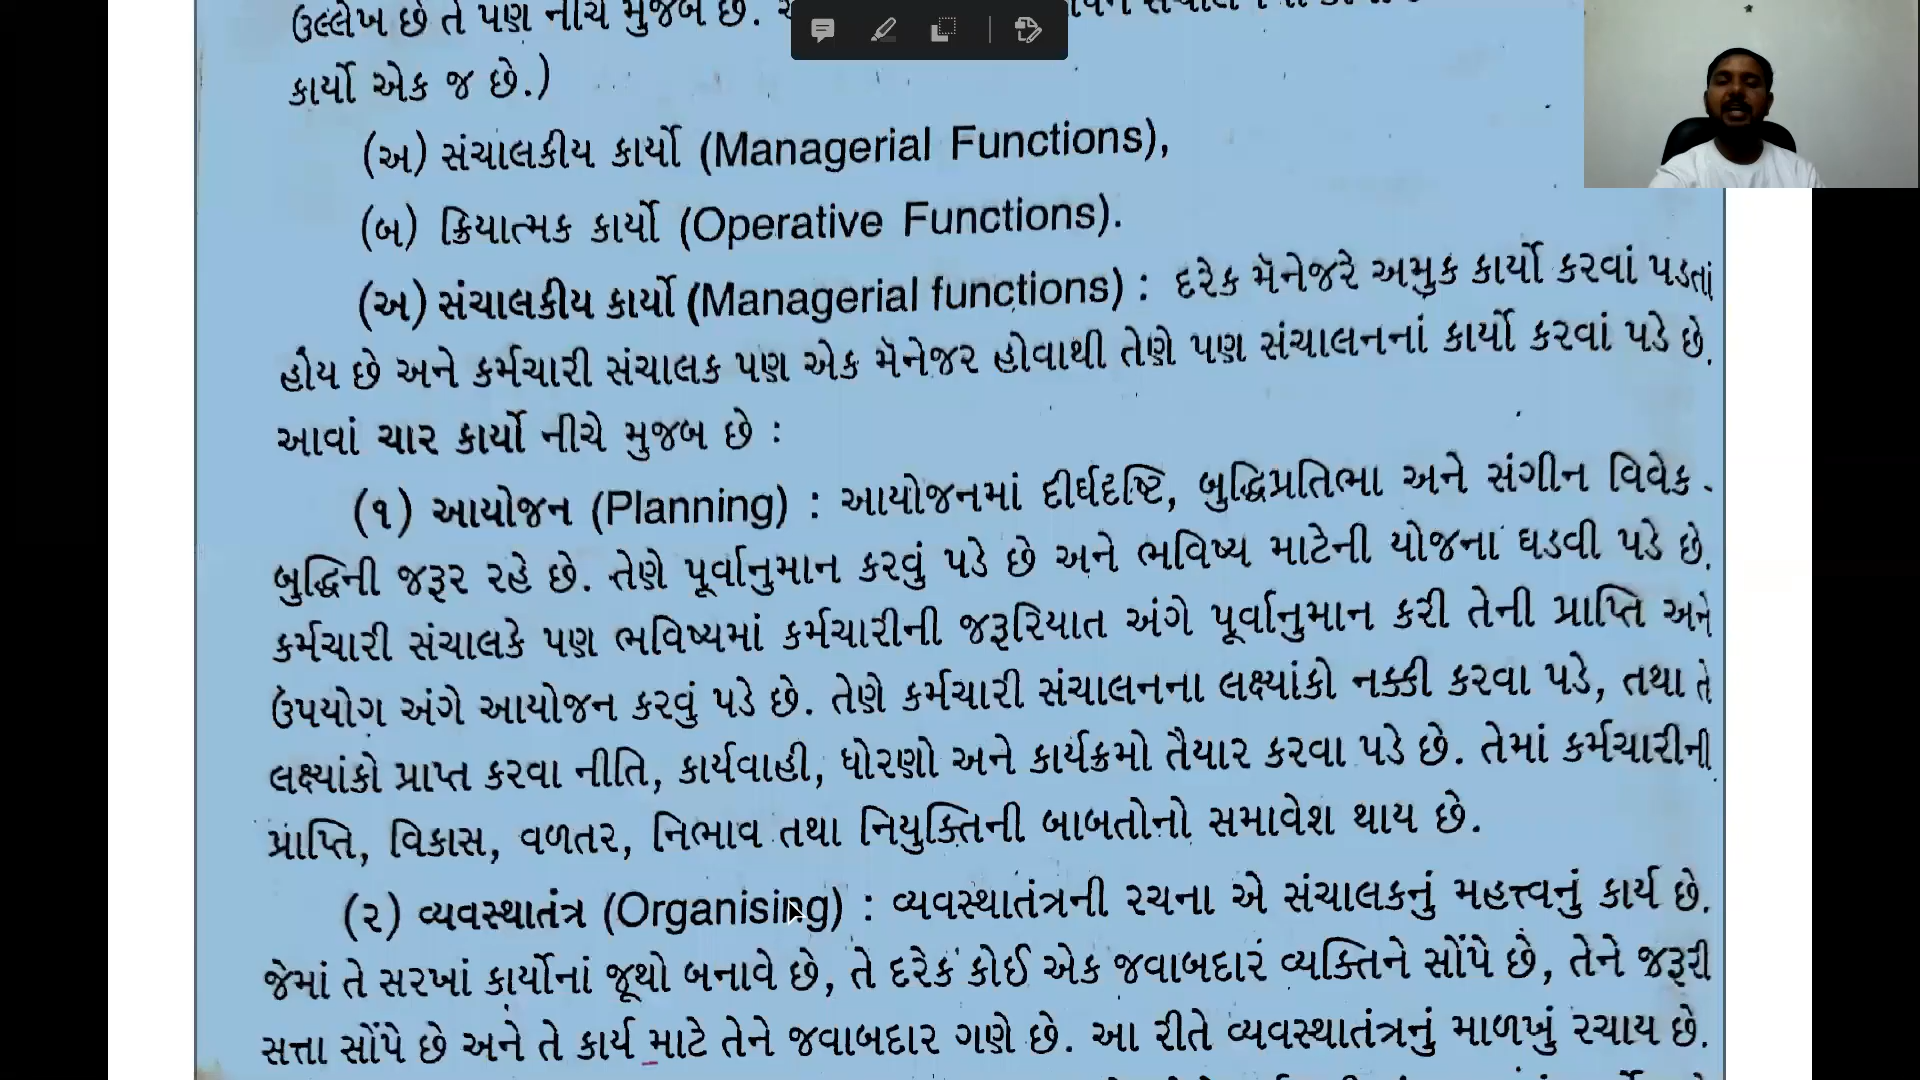 ઉલ્લેખ છે તે પણ નીચે મુજબ છે.
કાર્યો એક જ છે.)
(અ) સંચાલકીય કાર્યો (Managerial Functions),
(બ) ક્રિયાત્મક કાર્યો (Operative Functions).
(અ) સંચાલકીય કાર્યો (Managerial functions) : દરેક મૅનેજરે અમુક કાર્યો કરવાં પડતાં
હોય છે અને કર્મચારી સંચાલક પણ એક મૅનેજર હોવાથી તેણે પણ સંચાલનનાં કાર્યો કરવાં પડે છે.
આવાં ચાર કાર્યો નીચે મુજબ છે :
(૧) આયોજન (Planning) : આયોજનમાં દીર્ઘદૃષ્ટિ, બુદ્ધિપ્રતિભા અને સંગીન વિવેક-
બુદ્ધિની જરૂર રહે છે. તેણે પૂર્વાનુમાન કરવું પડે છે અને ભવિષ્ય માટેની યોજના ઘડવી પડે છે.
કર્મચારી સંચાલકે પણ ભવિષ્યમાં કર્મચારીની જરૂરિયાત અંગે પૂર્વાનુમાન કરી તેની પ્રાપ્તિ અને
ઉપયોગ અંગે આયોજન કરવું પડે છે. તેણે કર્મચારી સંચાલનના લક્ષ્યાંકો નક્કી કરવા પડે, તથા તે
લક્ષ્યાંકો પ્રાપ્ત કરવા નીતિ, કાર્યવાહી, ધોરણો અને કાર્યક્રમો તૈયાર કરવા પડે છે. તેમાં કર્મચારીની
પ્રાપ્તિ, વિકાસ, વળતર, નિભાવ તથા નિયુક્તિની બાબતોનો સમાવેશ થાય છે.
(૨) વ્યવસ્થાતંત્ર (Organising) : વ્યવસ્થાતંત્રની રચના એ સંચાલકનું મહત્ત્વનું કાર્ય છે.
જેમાં તે સરખાં કાર્યોનાં જૂથો બનાવે છે, તે દરેક કોઈ એક જવાબદાર વ્યક્તિને સોંપે છે, તેને જરૂરી
સત્તા સોંપે છે અને તે કાર્ય માટે તેને જવાબદાર ગણે છે. આ રીતે વ્યવસ્થાતંત્રનું માળખું રચાય છે.